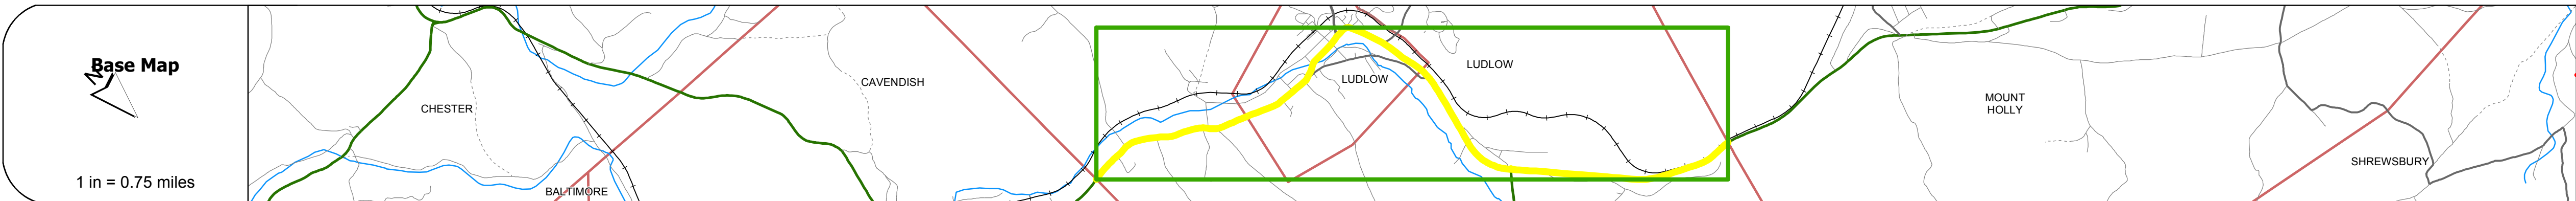 Base Map
N
1 in = 0.75 miles
CHESTER
BALTIMORE
CAVENDISH
LUDLOW
LUDLOW
MOUNT
HOLLY
SHREWSBURY